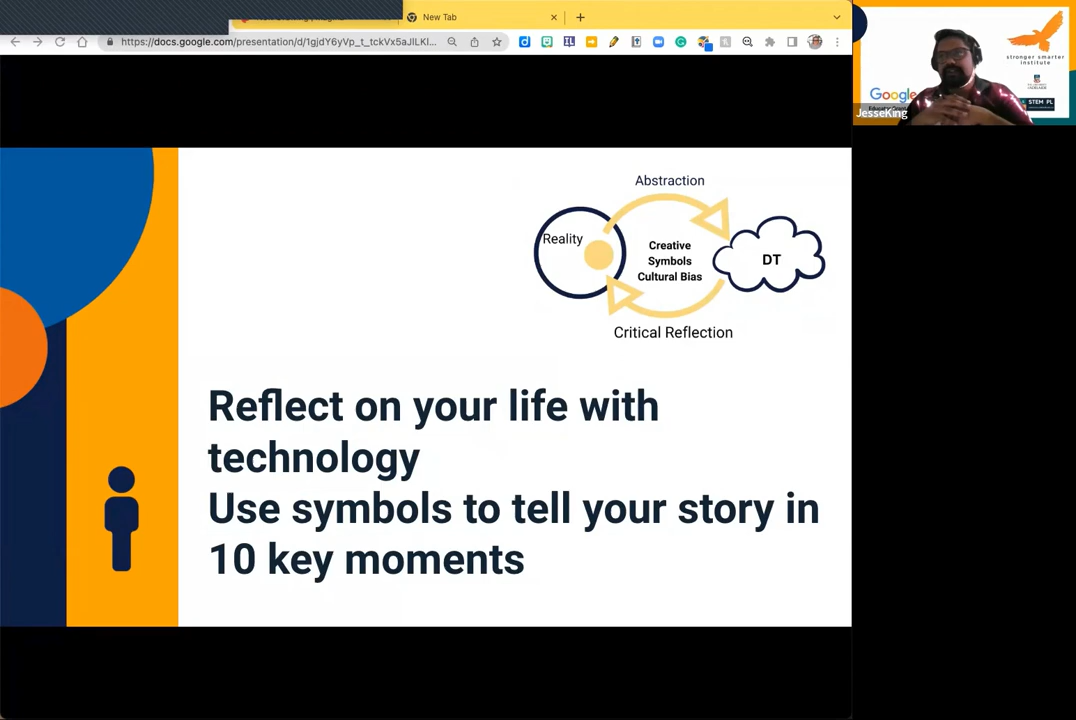 New Tab
https://docs.google.com/presentation/d/1gjdY6yVp_t_tckVx5aJILKI...
stronger smarter
institute
Google
ADELAIDE
STEM PL
JesseKing
Abstraction
Reality
Creative
Symbols
Cultural Bias
DT
Critical Reflection
Reflect on your life with
technology
Use symbols to tell your story in
10 key moments